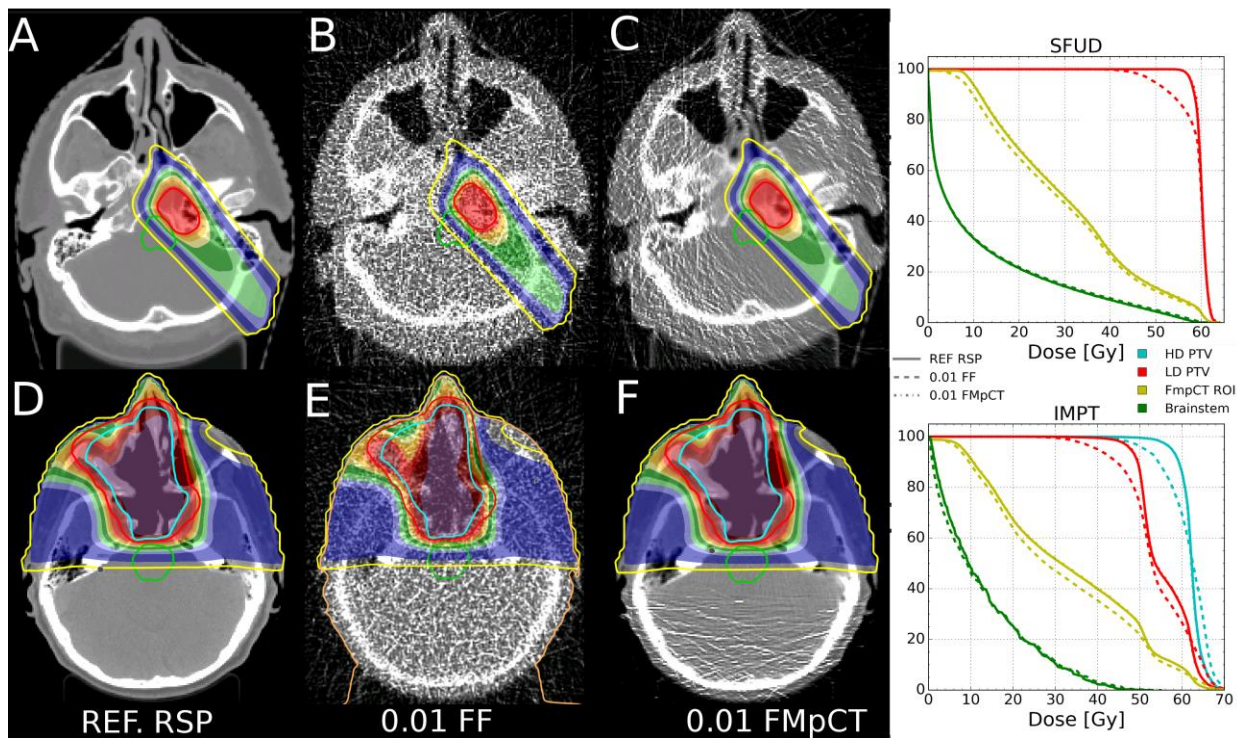 A
B
C
SFUD
100
80
60
40
20
0
0 10 20 30 40 50 60
Dose [Gy]
REF RSP
0.01 FF
0.01 FMpCT
HD PTV
LD PTV
FmpCT ROI
Brainstem
D
E
F
IMPT
100
80
60
40
20
0
0 10 20 30 40 50 60 70
Dose [Gy]
REF. RSP
0.01 FF
0.01 FMpCT